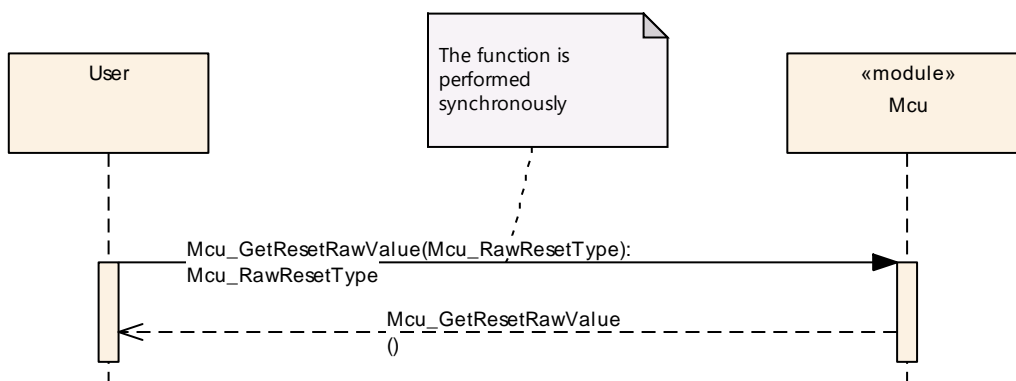 User
The function is
performed
synchronously
«module»
Mcu
Mcu_GetResetRawValue(Mcu_RawResetType):
Mcu_RawResetType
Mcu_GetResetRawValue
()